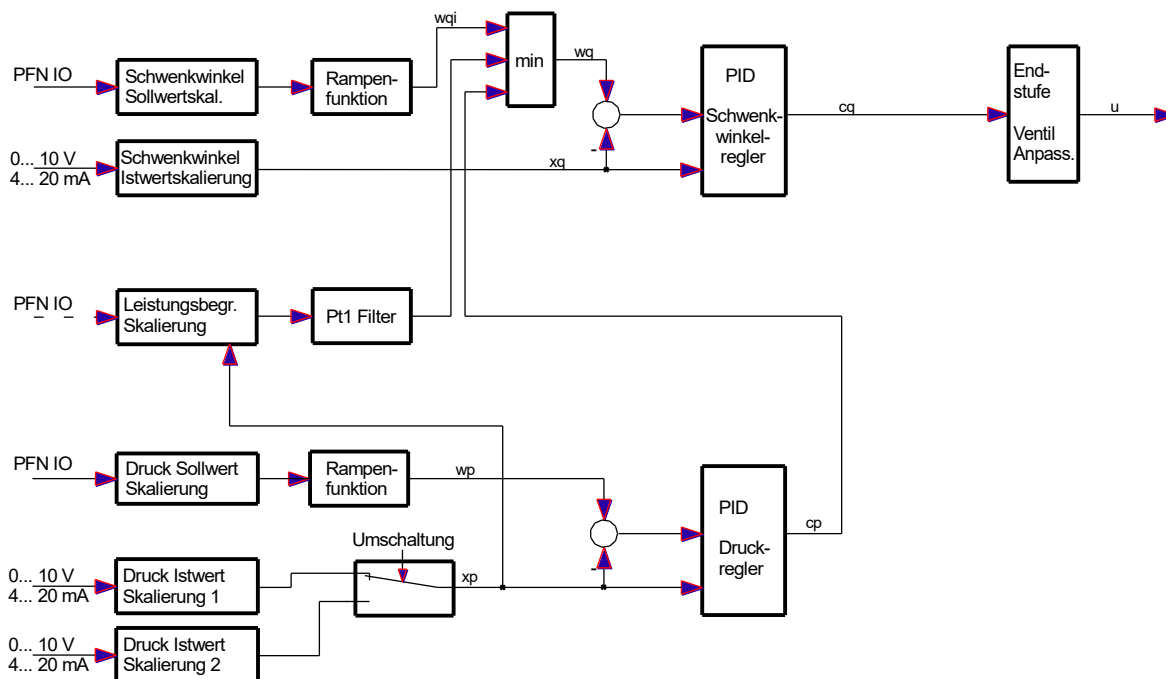 wqi
PFN IO
Schwenkwinkel
Sollwertskal.
Rampen-
funktion
min
wq
PID
Schwenk-
winkel-
regler
cq
End-
stufe
Ventil
Anpass.
u
0... 10 V
4... 20 mA
Schwenkwinkel
Istwertskalierung
xq
-
PFN IO
Leistungsbegr.
Skalierung
Pt1 Filter
PFN IO
Druck Sollwert
Skalierung
Rampen-
funktion
wp
PID
Druck-
regler
cp
-
Umschaltung
0... 10 V
4... 20 mA
Druck Istwert
Skalierung 1
xp
0... 10 V
4... 20 mA
Druck Istwert
Skalierung 2